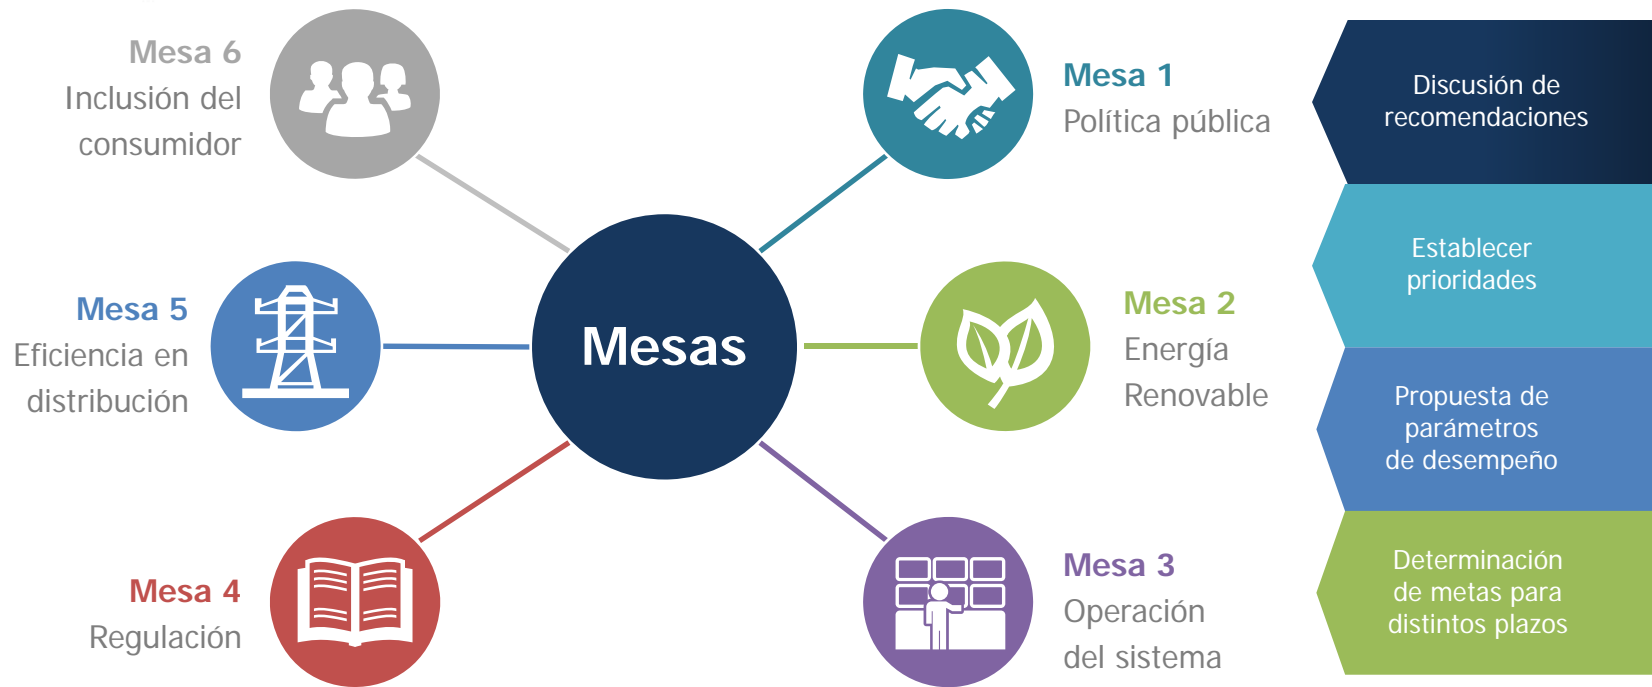 Mesa 6
Inclusión del
consumidor
Mesa 1
Política pública
Mesa 5
Eficiencia en
distribución
Mesas
Mesa 2
Energía
Renovable
Mesa 4
Regulación
Mesa 3
Operación
del sistema
Discusión de
recomendaciones
Establecer
prioridades
Propuesta de
parámetros
de desempeño
Determinación
de metas para
distintos plazos